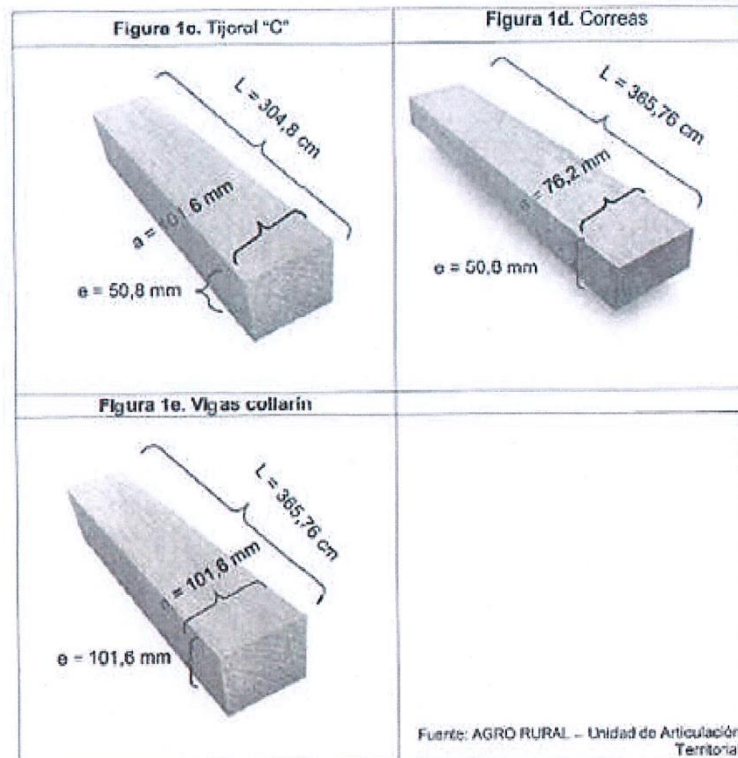 Figura 1c. Tijeral "C"
L = 304,8 cm
a = 101,6 mm
e = 50,8 mm
Figura 1d. Correas
L = 365,76 cm
a = 76,2 mm
e = 50,8 mm
Figura 1e. Vigas collarín
L = 365,76 cm
a = 101,6 mm
e = 101,6 mm
Fuente: AGRO RURAL – Unidad de Articulación
Territorial